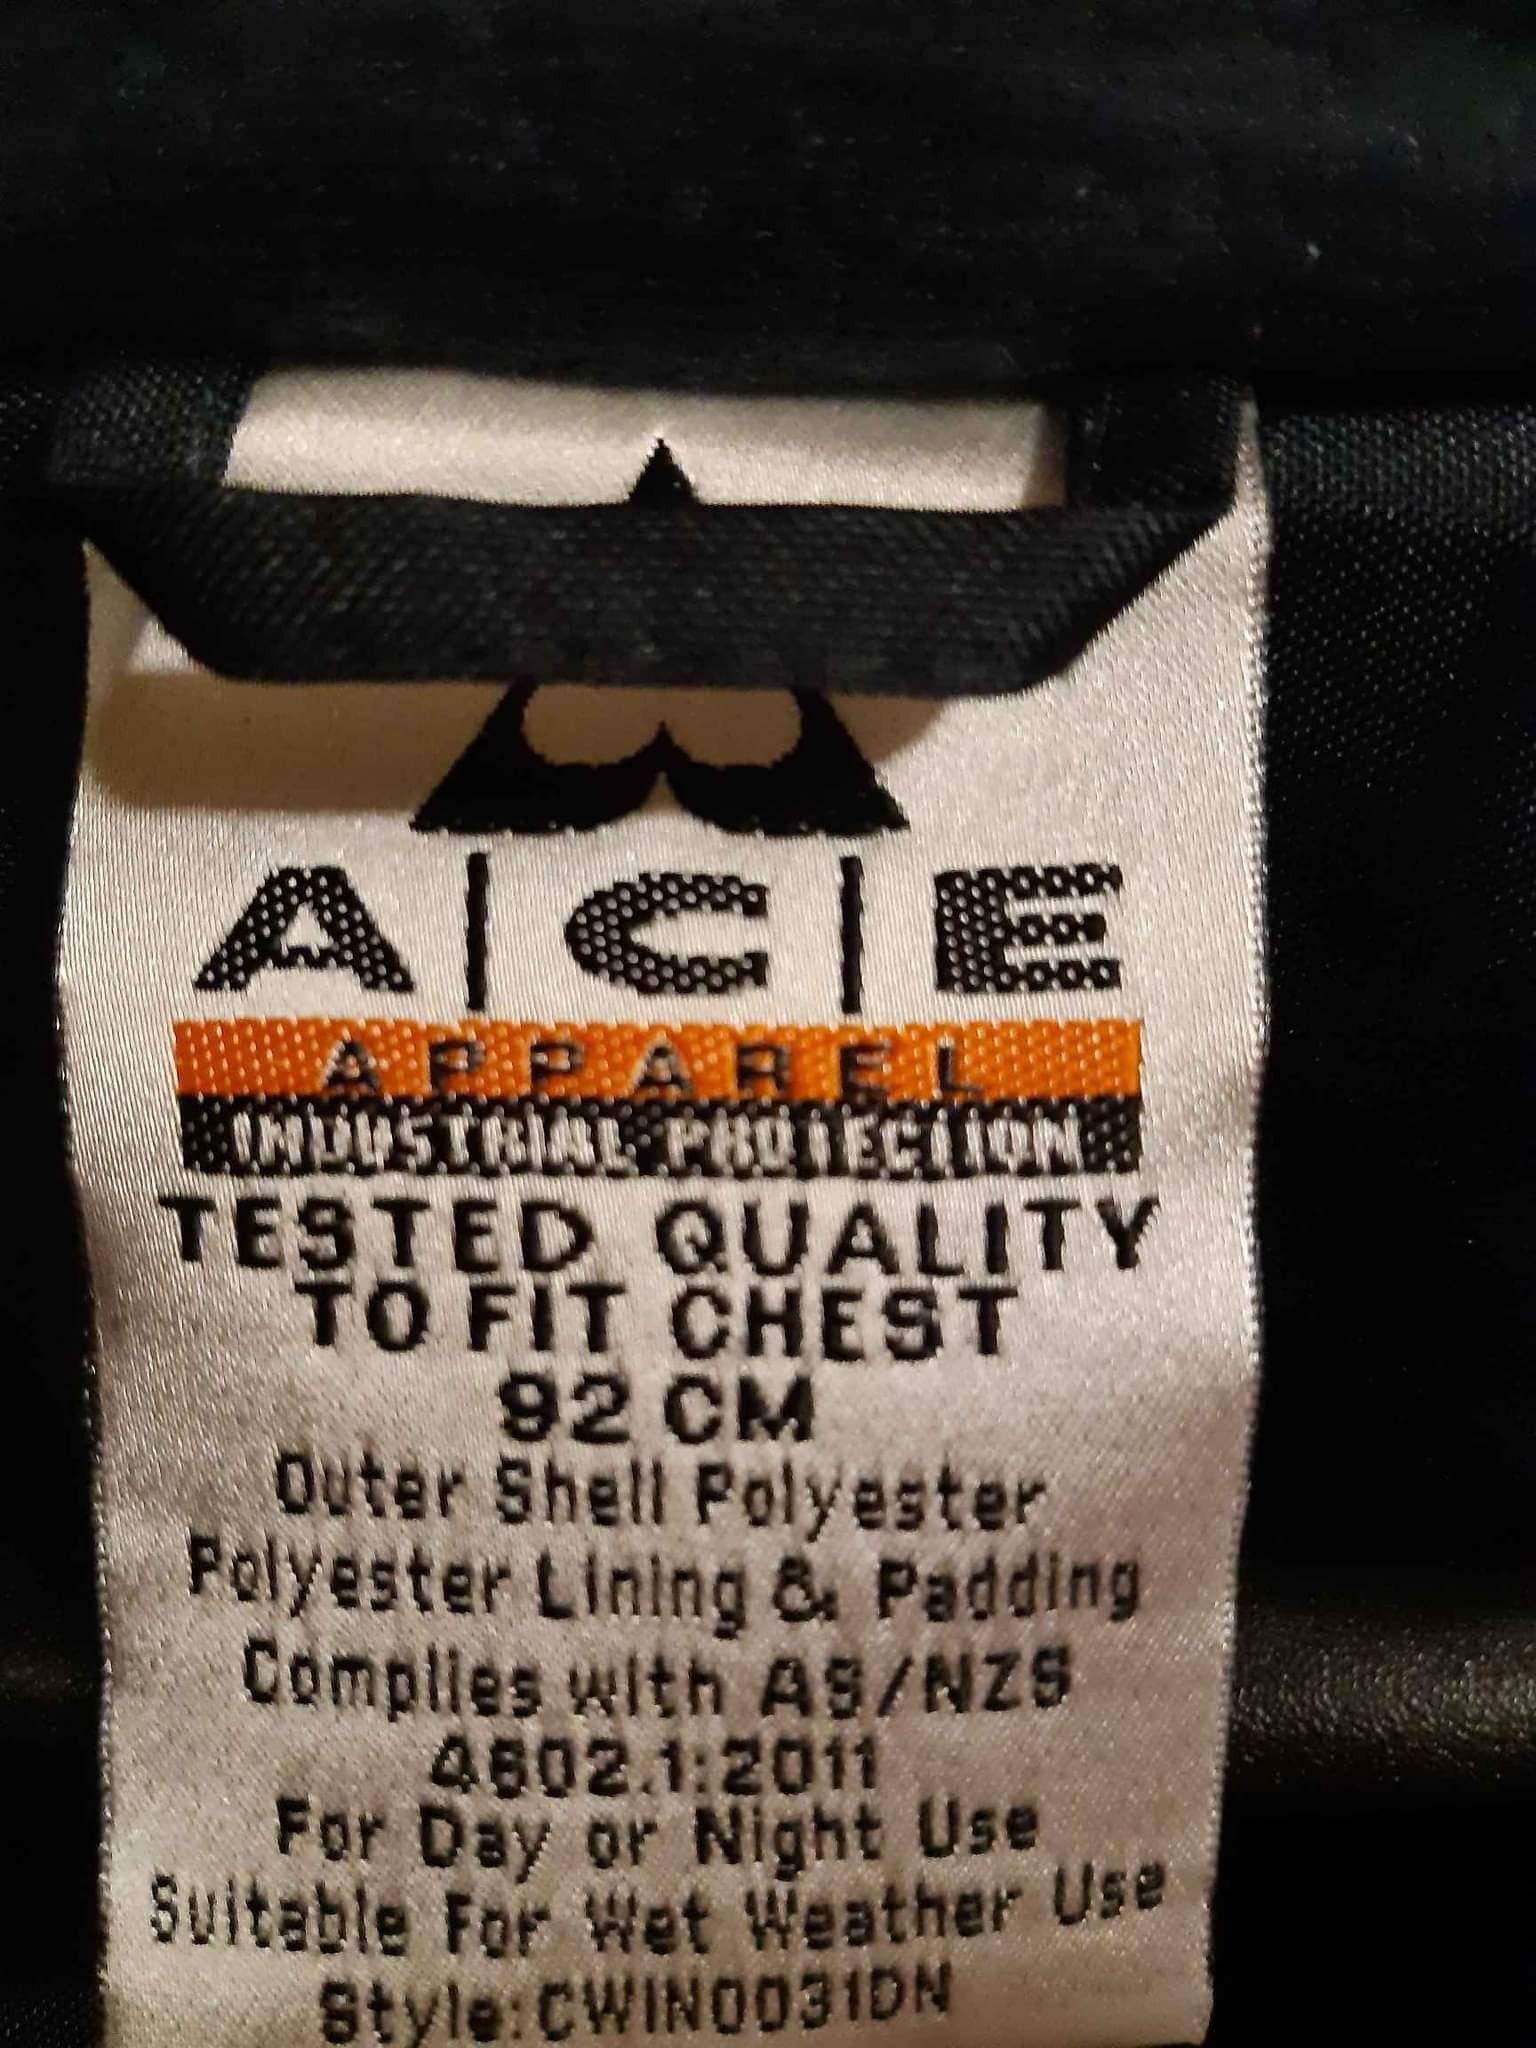 A|C|E
APPAREL
INDUSTRIAL PROTECTION
TESTED QUALITY
TO FIT CHEST
92 CM
Outer Shell Polyester
Polyester Lining & Padding
Complies with AS/NZS
4602.1:2011
For Day or Night Use
Suitable For Wet Weather Use
Style:CWIN0031DN